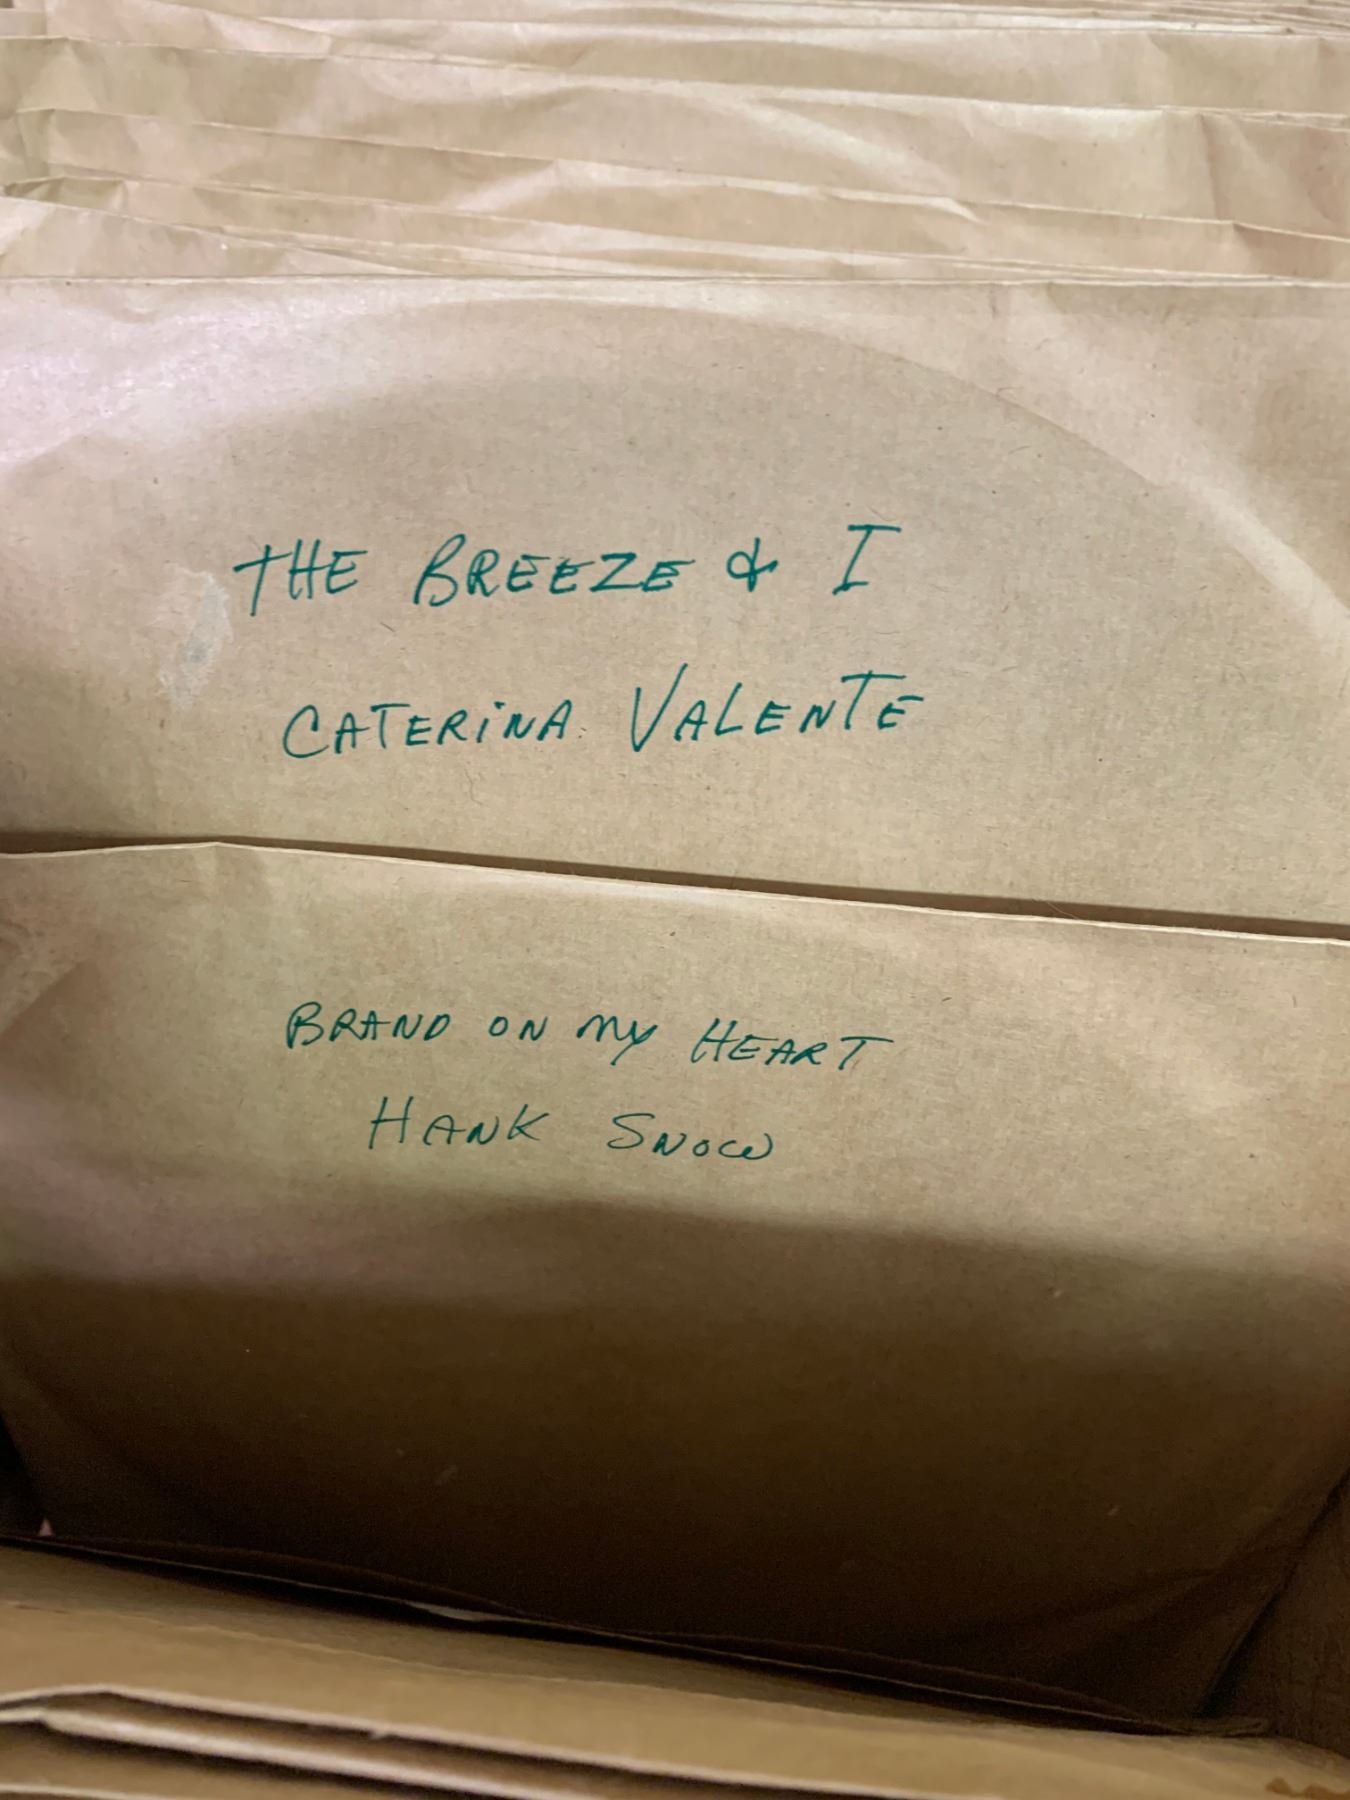 THE BREEZE & I
CATERINA VALENTE
BRAND ON MY HEART
HANK SNOW